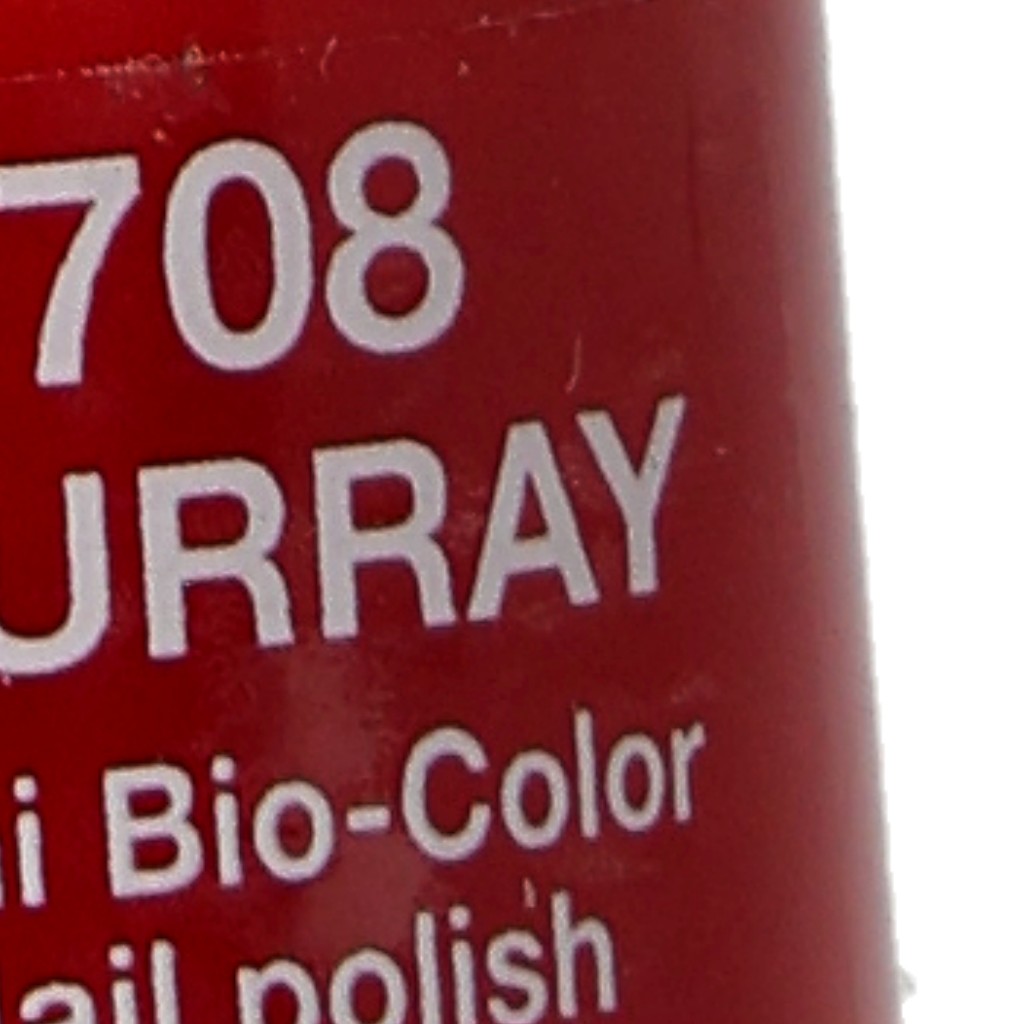 708
URRAY
i Bio-Color
ail polish